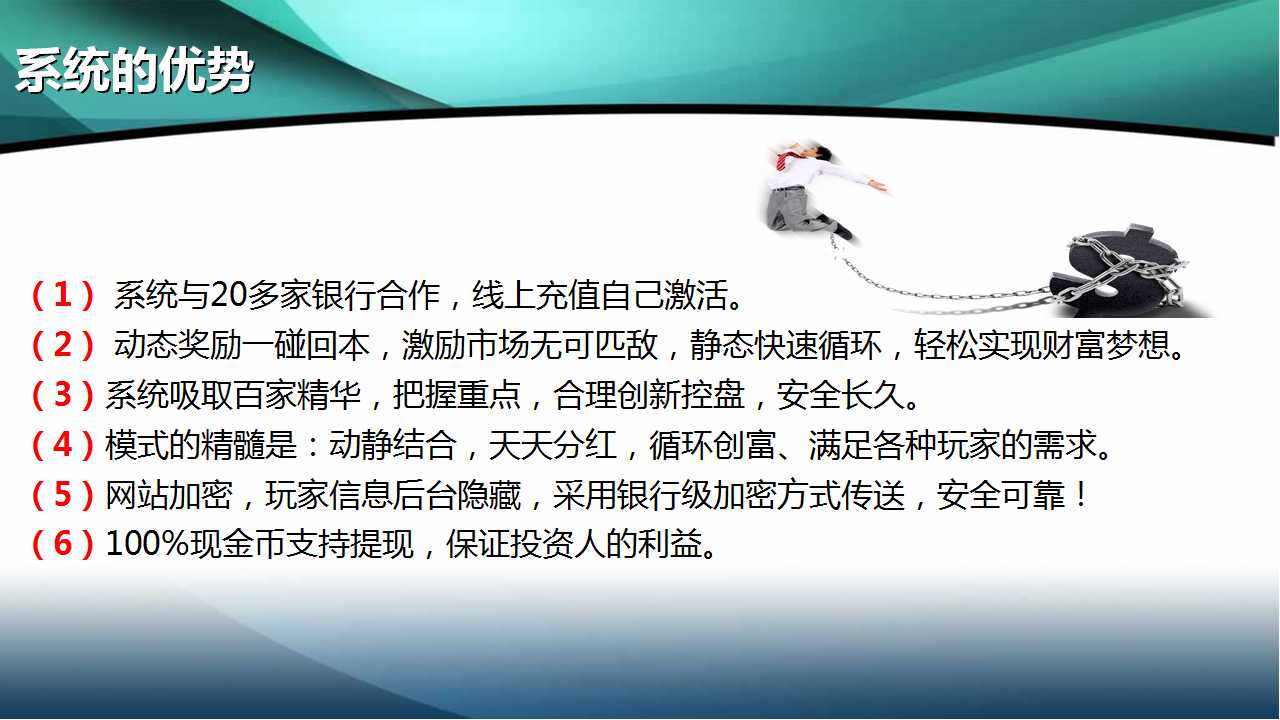 系统的优势
（1） 系统与20多家银行合作，线上充值自己激活。
（2） 动态奖励一碰回本，激励市场无可匹敌，静态快速循环，轻松实现财富梦想。
（3）系统吸取百家精华，把握重点，合理创新控盘，安全长久。
（4）模式的精髓是：动静结合，天天分红，循环创富、满足各种玩家的需求。
（5）网站加密，玩家信息后台隐藏，采用银行级加密方式传送，安全可靠！
（6）100%现金币支持提现，保证投资人的利益。